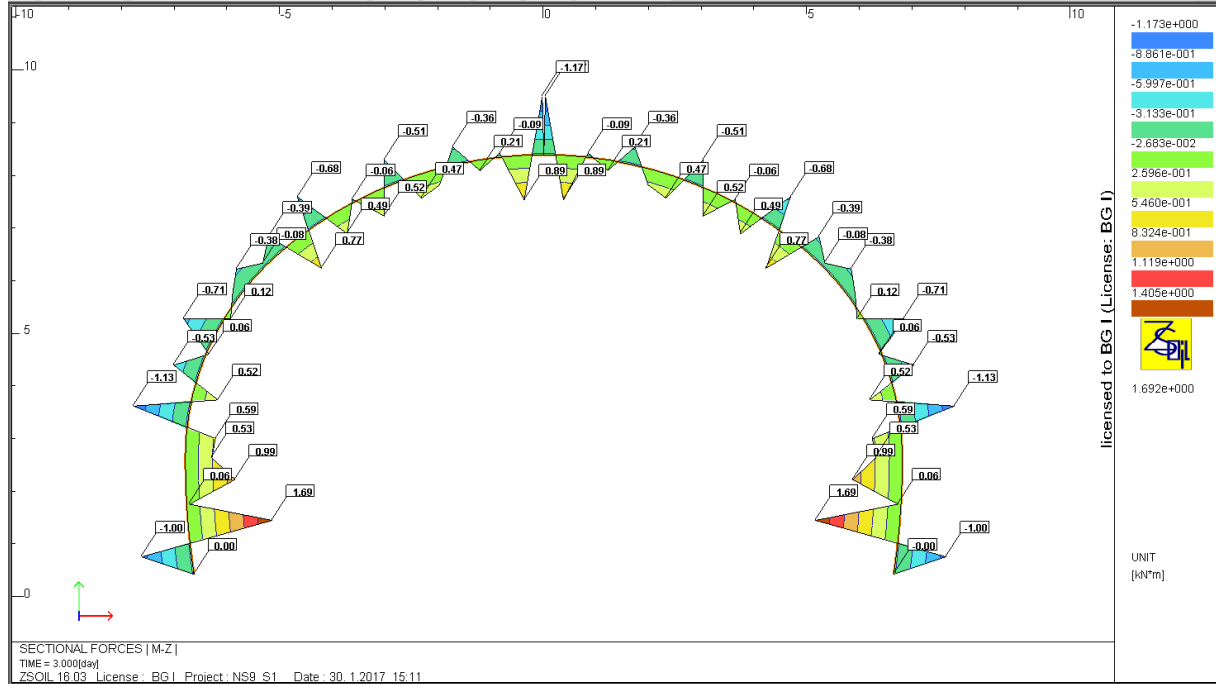 -10 -5 0 5 10
10
5
0
-1.17
-0.36 -0.09 -0.09 -0.36
-0.51 0.21 0.21 -0.51
-0.68 -0.06 0.47 0.89 0.89 0.47 -0.06 -0.68
0.52 0.52
-0.39 0.49 0.49 -0.39
-0.38 -0.08 0.77 0.77 -0.08 -0.38
-0.71 0.12 0.12 -0.71
-0.53 0.06 0.06 -0.53
-1.13 0.52 0.52 -1.13
0.59 0.59
0.53 0.53
0.99 0.99
0.06 0.06
1.69 1.69
-1.00 -1.00
0.00 -0.00
-1.173e+000
-8.861e-001
-5.997e-001
-3.133e-001
-2.683e-002
2.596e-001
5.460e-001
8.324e-001
1.119e+000
1.405e+000
ZSOIL
1.692e+000
licensed to BG I (License: BG I)
UNIT
[kN*m]
SECTIONAL FORCES | M-Z |
TIME = 3.000[day]
ZSOIL 16.03 License : BG I Project : NS9_S1 Date : 30. 1.2017 15:11